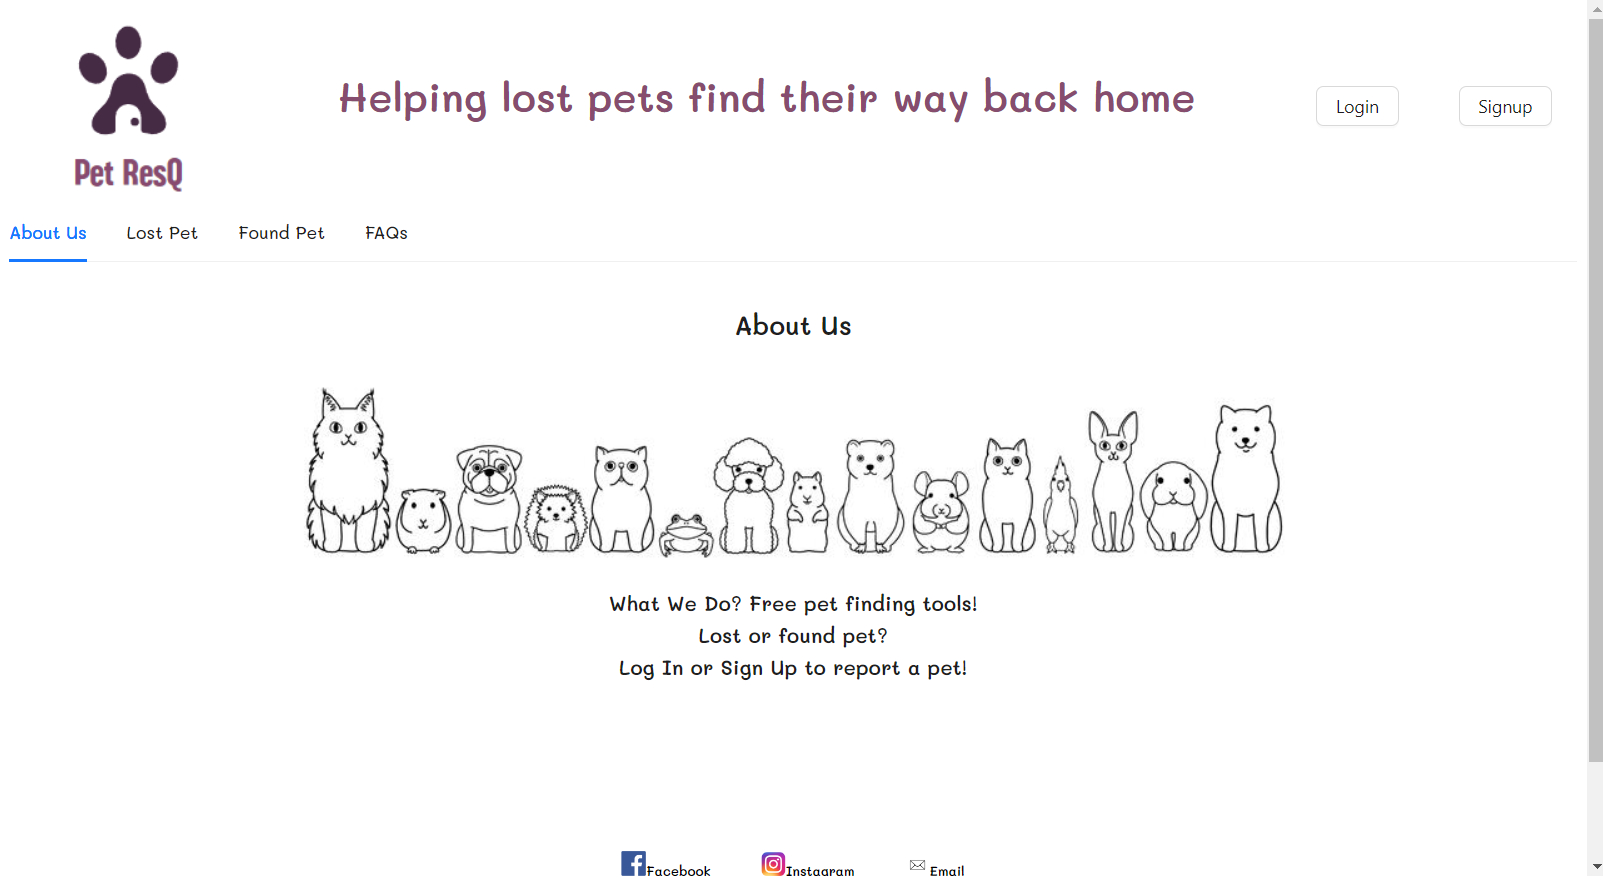 Helping lost pets find their way back home
Login
Signup
Pet ResQ
About Us
Lost Pet
Found Pet
FAQs
About Us
What We Do? Free pet finding tools!
Lost or found pet?
Log In or Sign Up to report a pet!
Facebook
Instagram
Email